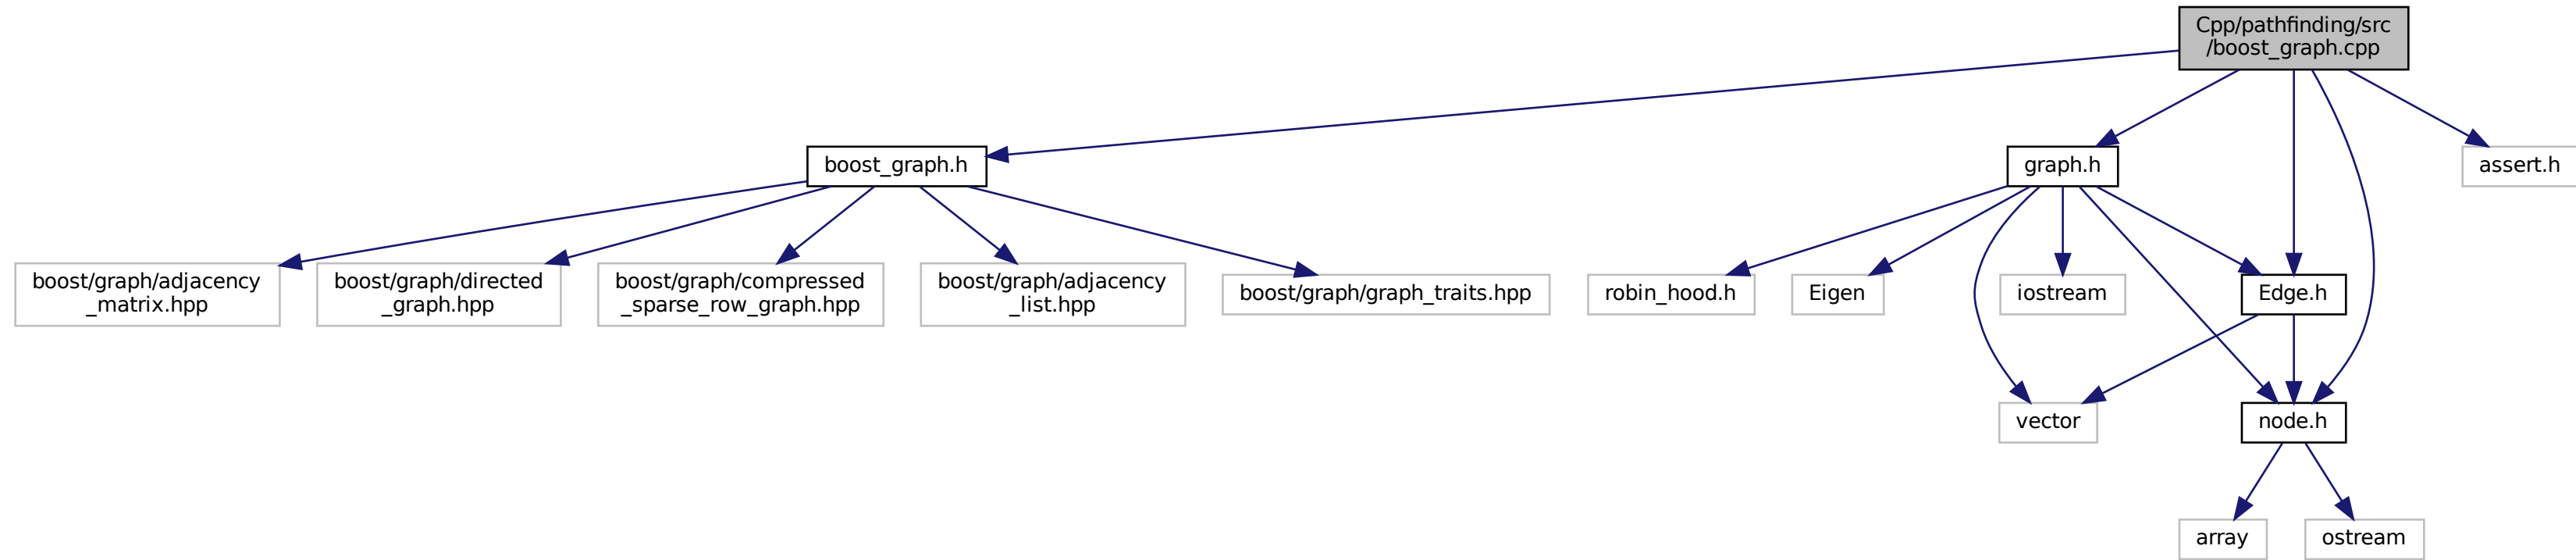 Cpp/pathfinding/src
/boost_graph.cpp
boost_graph.h
graph.h
assert.h
boost/graph/adjacency
_matrix.hpp
boost/graph/directed
_graph.hpp
boost/graph/compressed
_sparse_row_graph.hpp
boost/graph/adjacency
_list.hpp
boost/graph/graph_traits.hpp
robin_hood.h
Eigen
iostream
Edge.h
vector
node.h
array
ostream